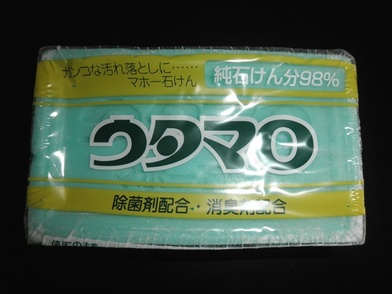 ガンコな汚れ落としに……
マホー石けん
純石けん分98%
ウタマロ
除菌剤配合・消臭剤配合